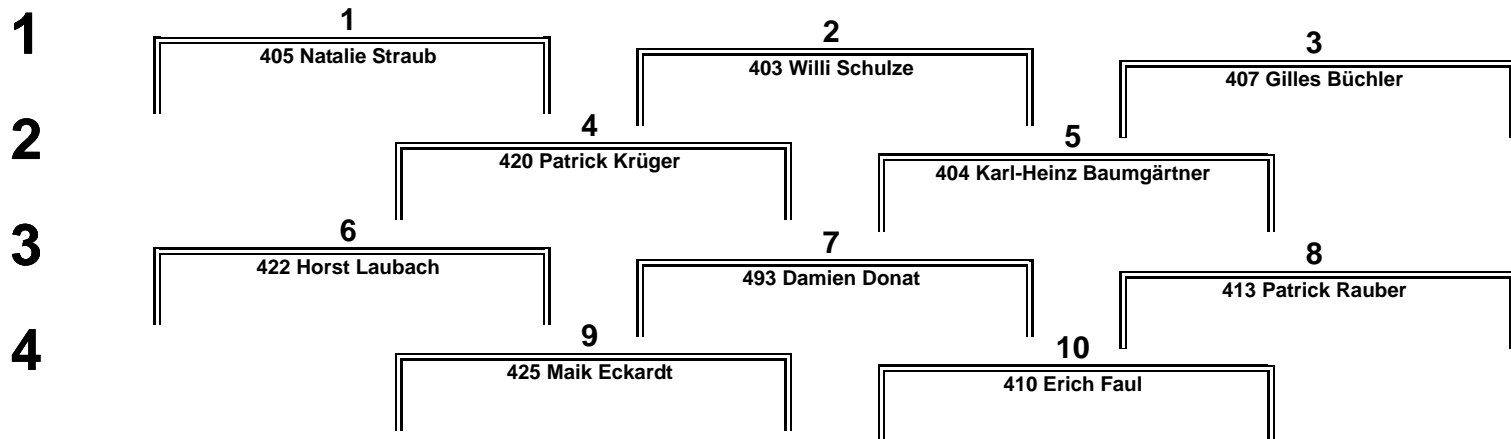 1
1 2 3
405 Natalie Straub 403 Willi Schulze 407 Gilles Büchler
2
4 5
420 Patrick Krüger 404 Karl-Heinz Baumgärtner
3
6 7 8
422 Horst Laubach 493 Damien Donat 413 Patrick Rauber
4
9 10
425 Maik Eckardt 410 Erich Faul